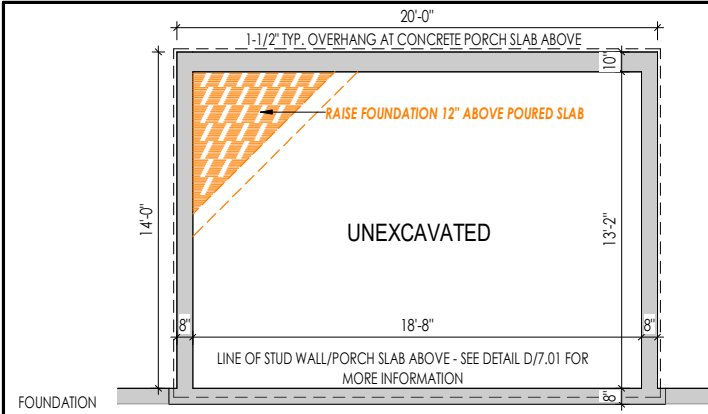 20'-0"
1-1/2" TYP. OVERHANG AT CONCRETE PORCH SLAB ABOVE
10"
RAISE FOUNDATION 12" ABOVE POURED SLAB
14'-0"
UNEXCAVATED
13'-2"
8"
18'-8"
8"
LINE OF STUD WALL/PORCH SLAB ABOVE - SEE DETAIL D/7.01 FOR
MORE INFORMATION
FOUNDATION
8"